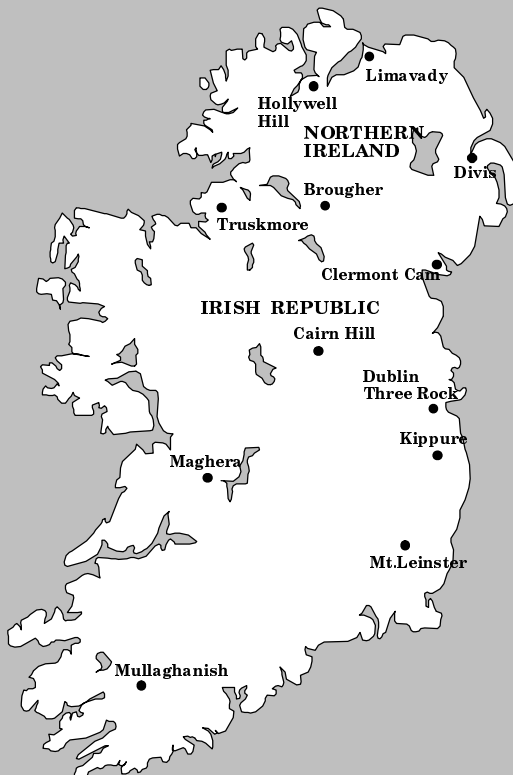 Limavady
Hollywell
Hill
NORTHERN
IRELAND
Divis
Brougher
Truskmore
Clermont Carn
IRISH REPUBLIC
Cairn Hill
Dublin
Three Rock
Kippure
Maghera
Mt.Leinster
Mullaghanish